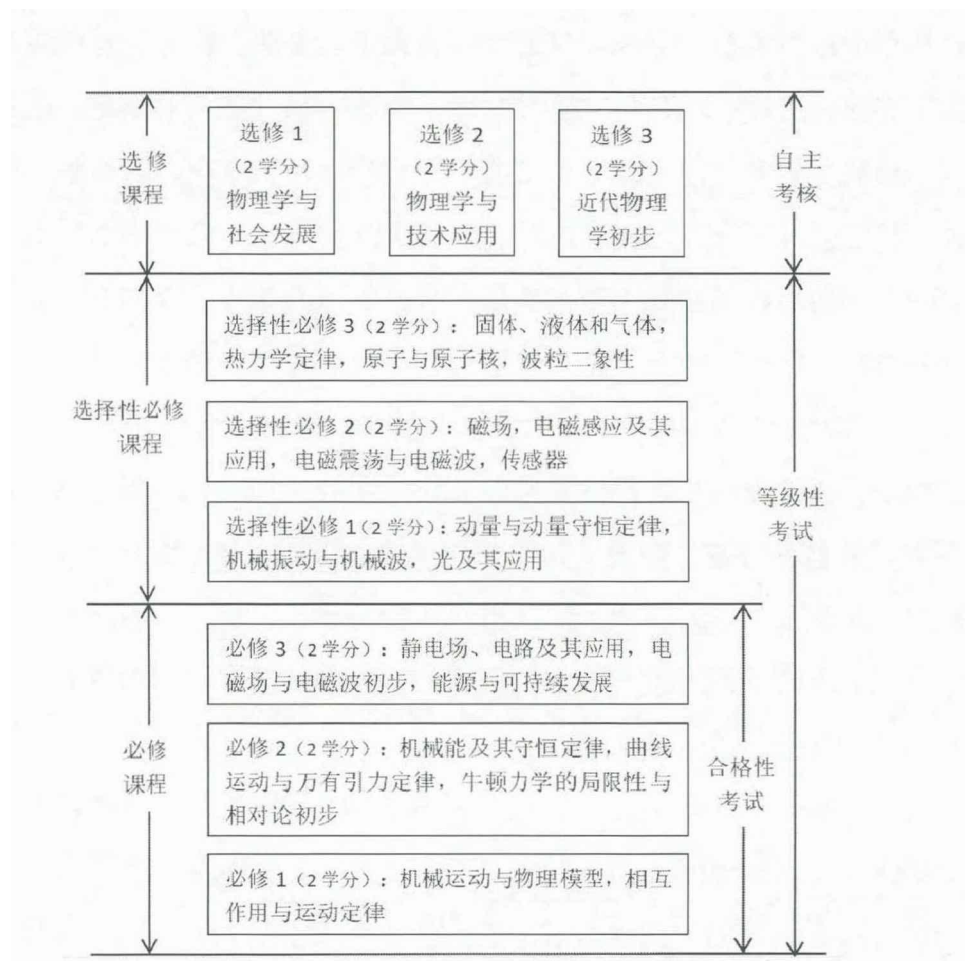 选修
课程
选修 1
（2学分）
物理学与
社会发展
选修 2
（2学分）
物理学与
技术应用
选修 3
（2学分）
近代物理
学初步
自主
考核
选择性必修
课程
选择性必修 3（2 学分）：固体、液体和气体，
热力学定律，原子与原子核，波粒二象性
选择性必修 2（2 学分）：磁场，电磁感应及其
应用，电磁震荡与电磁波，传感器
选择性必修 1（2 学分）：动量与动量守恒定律，
机械振动与机械波，光及其应用
等级性
考试
必修
课程
必修 3（2 学分）：静电场、电路及其应用，电
磁场与电磁波初步，能源与可持续发展
必修 2（2 学分）：机械能及其守恒定律，曲线
运动与万有引力定律，牛顿力学的局限性与
相对论初步
必修 1（2 学分）：机械运动与物理模型，相互
作用与运动定律
合格性
考试